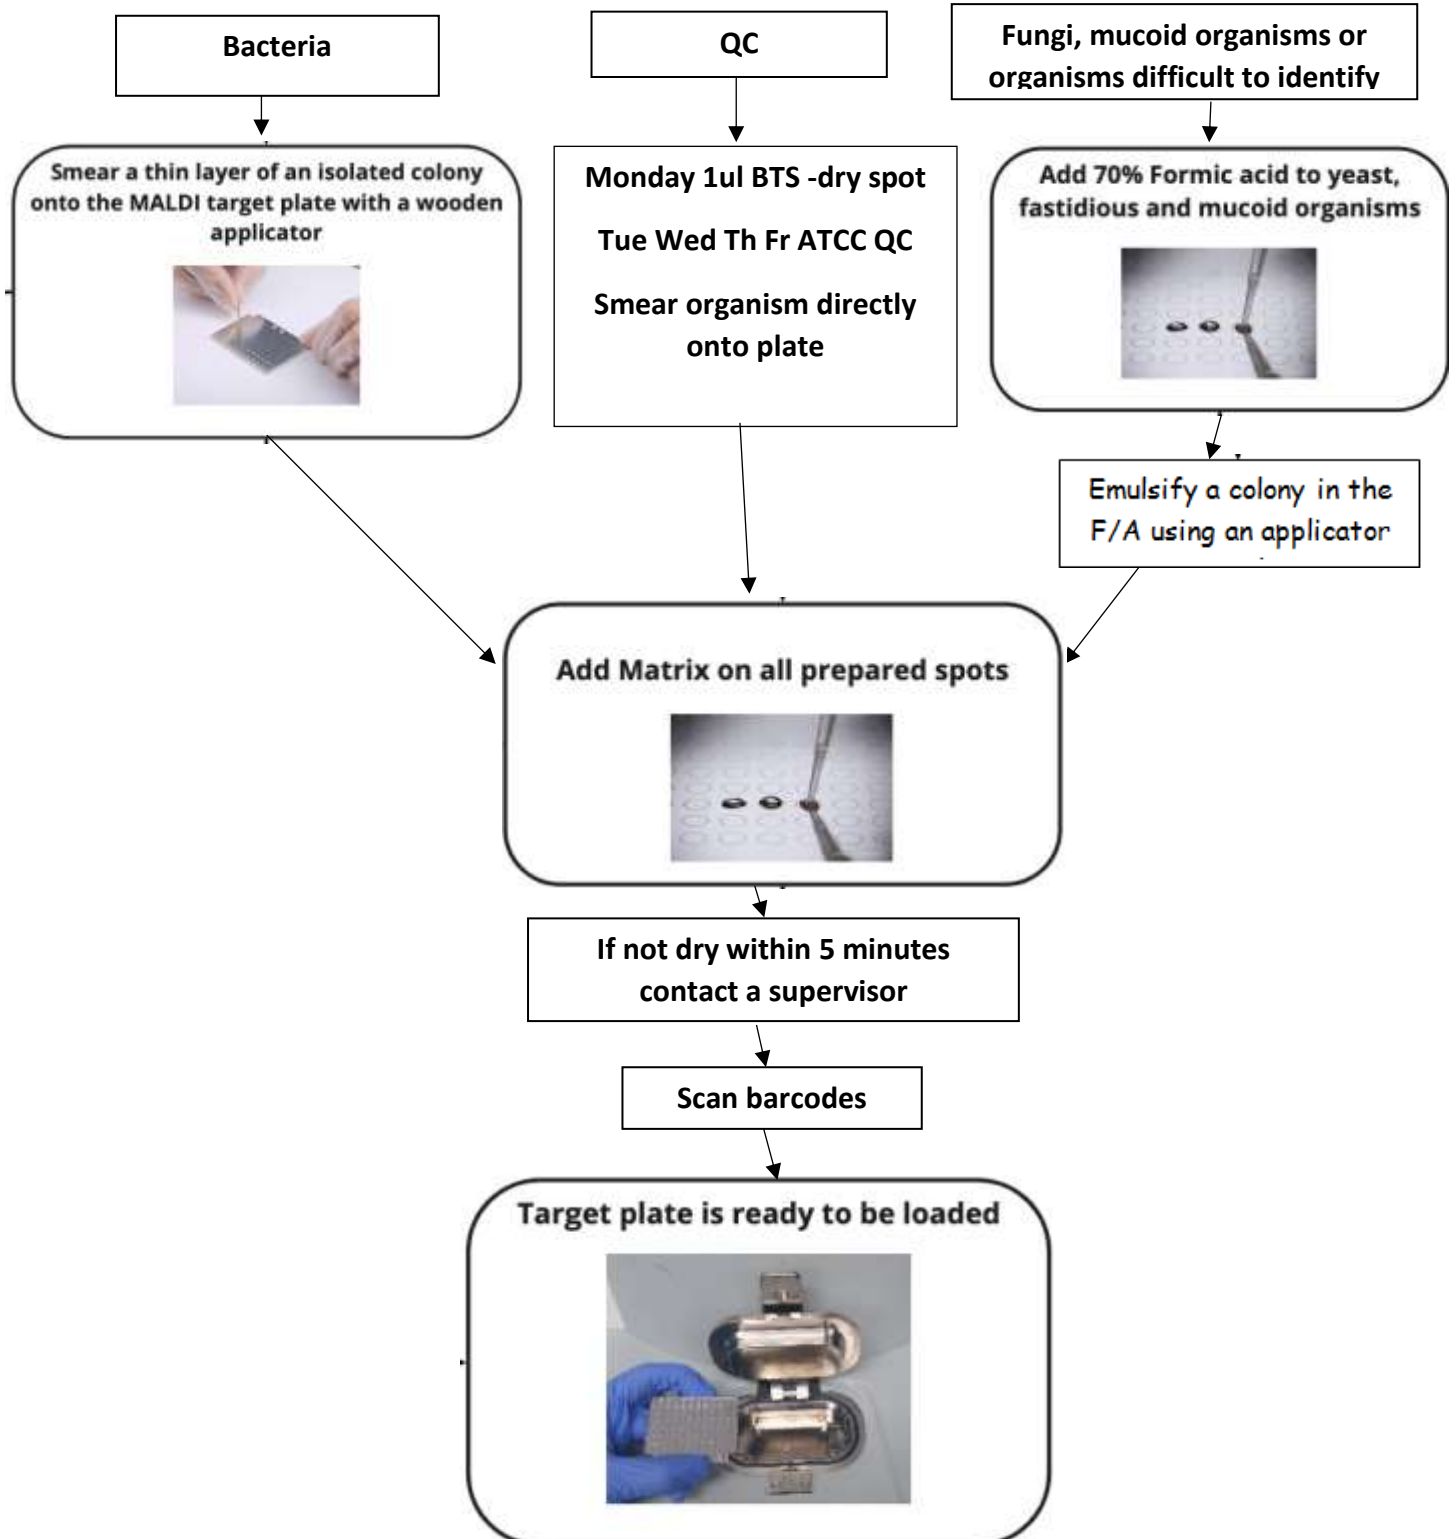 Bacteria
QC
Fungi, mucoid organisms or
organisms difficult to identify
Smear a thin layer of an isolated colony
onto the MALDI target plate with a wooden
applicator
Monday 1ul BTS -dry spot
Tue Wed Th Fr ATCC QC
Smear organism directly
onto plate
Add 70% Formic acid to yeast,
fastidious and mucoid organisms
Emulsify a colony in the
F/A using an applicator
Add Matrix on all prepared spots
If not dry within 5 minutes
contact a supervisor
Scan barcodes
Target plate is ready to be loaded